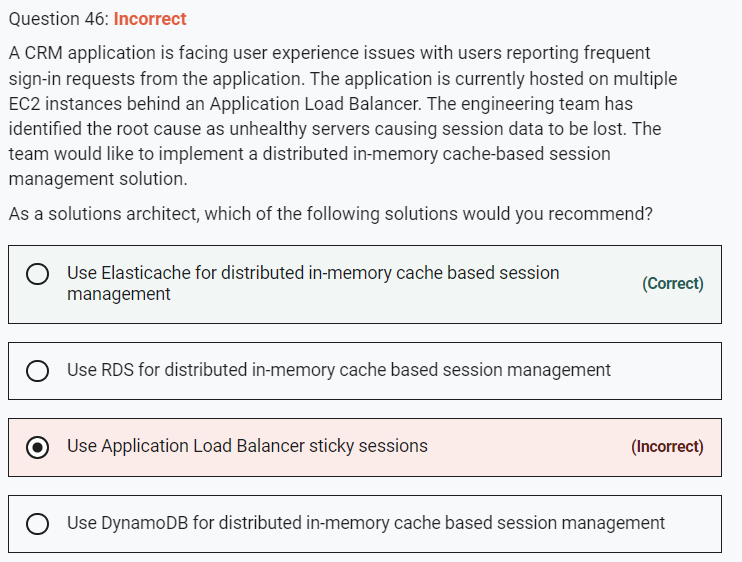 Question 46: Incorrect
A CRM application is facing user experience issues with users reporting frequent
sign-in requests from the application. The application is currently hosted on multiple
EC2 instances behind an Application Load Balancer. The engineering team has
identified the root cause as unhealthy servers causing session data to be lost. The
team would like to implement a distributed in-memory cache-based session
management solution.
As a solutions architect, which of the following solutions would you recommend?
Use Elasticache for distributed in-memory cache based session
management
(Correct)
Use RDS for distributed in-memory cache based session management
Use Application Load Balancer sticky sessions
(Incorrect)
Use DynamoDB for distributed in-memory cache based session management